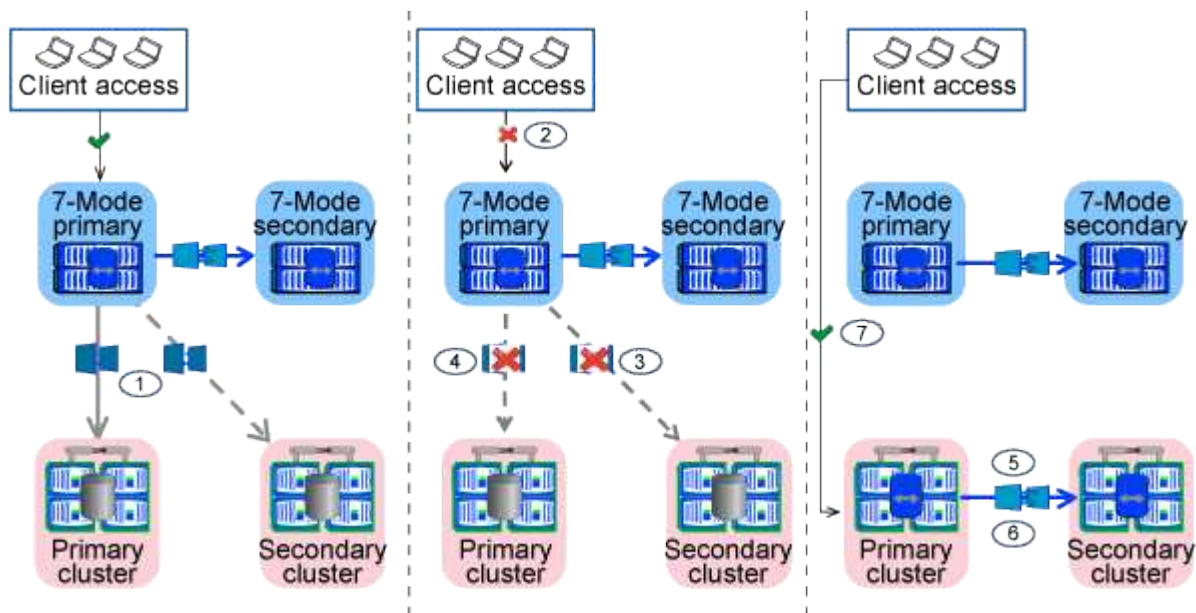 Client access
7-Mode
primary
7-Mode
secondary
1
Primary
cluster
Secondary
cluster
Client access
2
7-Mode
primary
7-Mode
secondary
4
3
Primary
cluster
Secondary
cluster
Client access
7-Mode
primary
7-Mode
secondary
7
5
6
Primary
cluster
Secondary
cluster